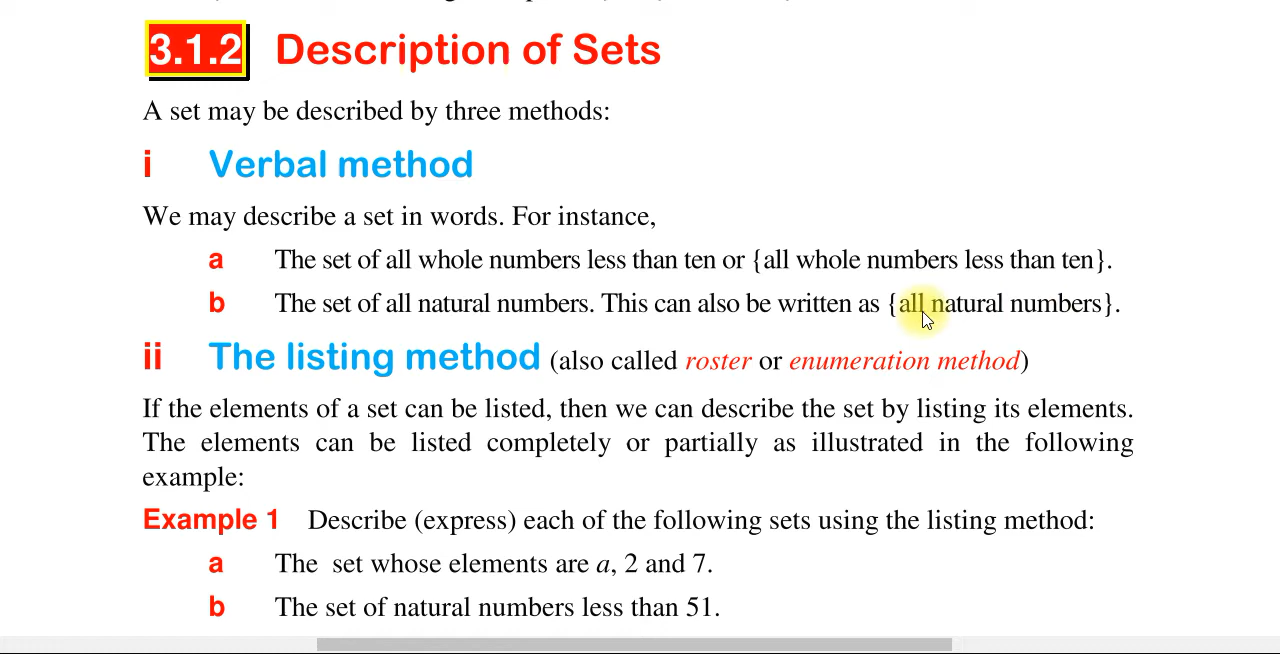 3.1.2 Description of Sets
A set may be described by three methods:
i Verbal method
We may describe a set in words. For instance,
a The set of all whole numbers less than ten or {all whole numbers less than ten}.
b The set of all natural numbers. This can also be written as {all natural numbers}.
ii The listing method (also called roster or enumeration method)
If the elements of a set can be listed, then we can describe the set by listing its elements.
The elements can be listed completely or partially as illustrated in the following
example:
Example 1 Describe (express) each of the following sets using the listing method:
a The set whose elements are a, 2 and 7.
b The set of natural numbers less than 51.